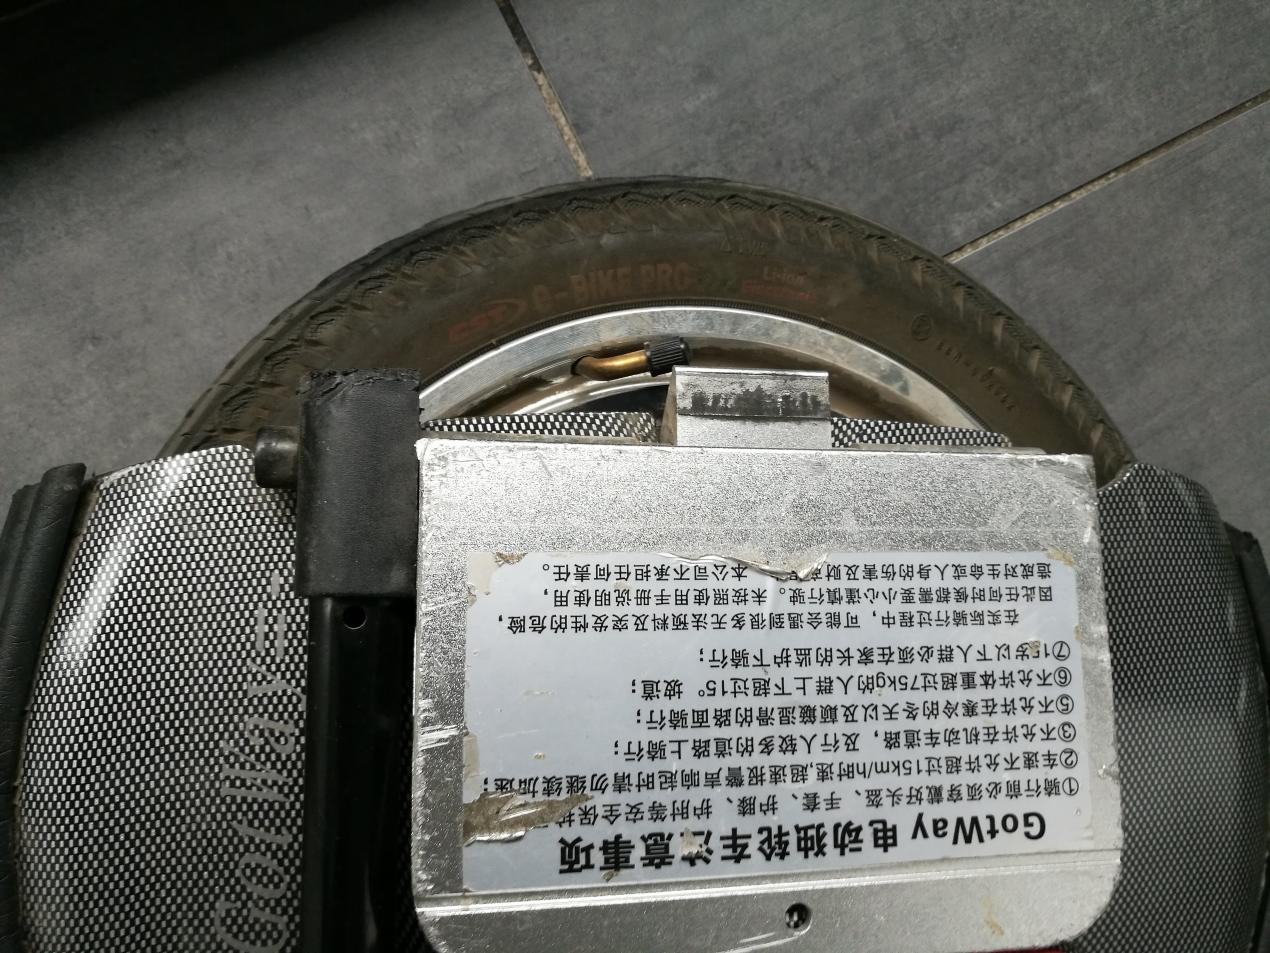 GotWay 电动独轮车注意事项
①骑行前必须穿戴好头盔、手套、护膝、护肘等安全保护
②车速不允许超过15km/h时速,超速报警声响起时请勿继续加速;
③不允许在机动车道路,及行人较多的道路上骑行;
⑤不允许在寒冷的冬天以及颠簸湿滑的路面骑行;
⑥不允许体重超过75kg的人群上下超过15°坡道;
⑦15岁以下人群必须在家长的监护下骑行;
在实际骑行过程中,可能会遇到很多无法预料及突发性的危险,
因此在任何时候都需要小心谨慎行驶。未按照使用手册说明使用,
造成对生命或人身的伤害及财 本公司不承担任何责任。
GotWay
CST e-BIKE PRO
Li-ion